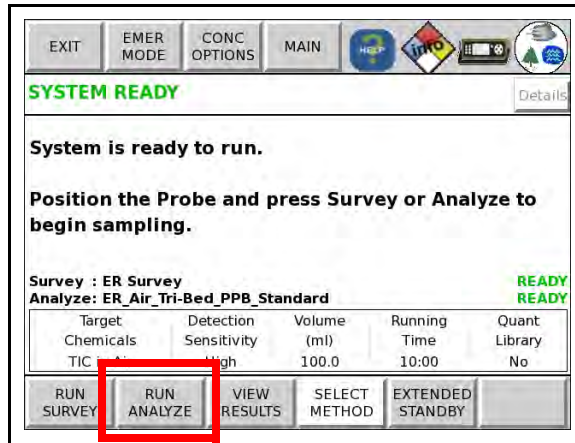 EXIT
EMER
MODE
CONC
OPTIONS
MAIN
HELP
info
SYSTEM READY
Details
System is ready to run.
Position the Probe and press Survey or Analyze to
begin sampling.
Survey : ER Survey READY
Analyze: ER_Air_Tri-Bed_PPB_Standard READY
Target Detection Volume Running Quant
Chemicals Sensitivity (ml) Time Library
TIC High 100.0 10:00 No
RUN
SURVEY
RUN
ANALYZE
VIEW
RESULTS
SELECT
METHOD
EXTENDED
STANDBY